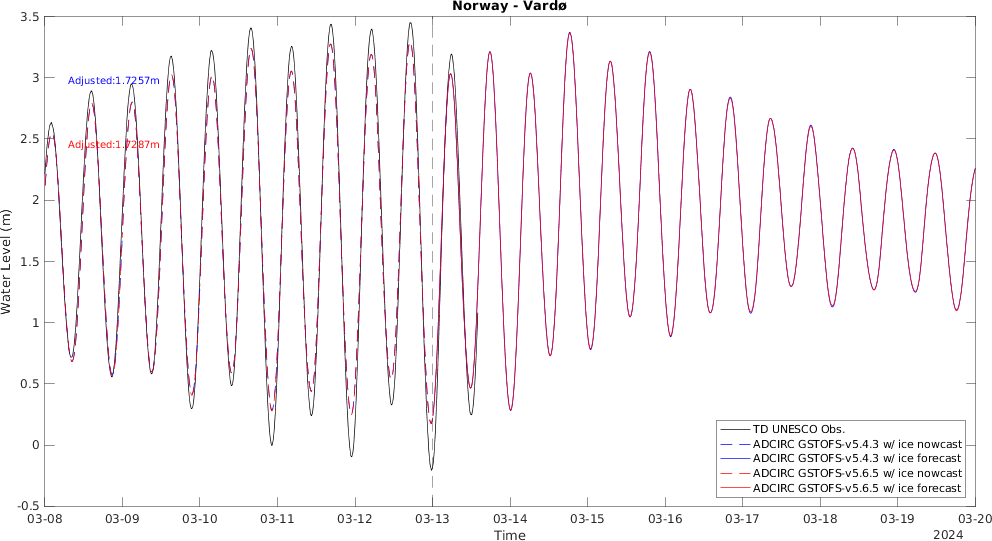 Norway - Vardø
3.5
3
2.5
2
1.5
1
0.5
0
-0.5
Water Level (m)
Adjusted:1.7257m
Adjusted:1.7287m
TD UNESCO Obs.
ADCIRC GSTOFS-v5.4.3 w/ ice nowcast
ADCIRC GSTOFS-v5.4.3 w/ ice forecast
ADCIRC GSTOFS-v5.6.5 w/ ice nowcast
ADCIRC GSTOFS-v5.6.5 w/ ice forecast
03-08 03-09 03-10 03-11 03-12 03-13 03-14 03-15 03-16 03-17 03-18 03-19 03-20
Time
2024